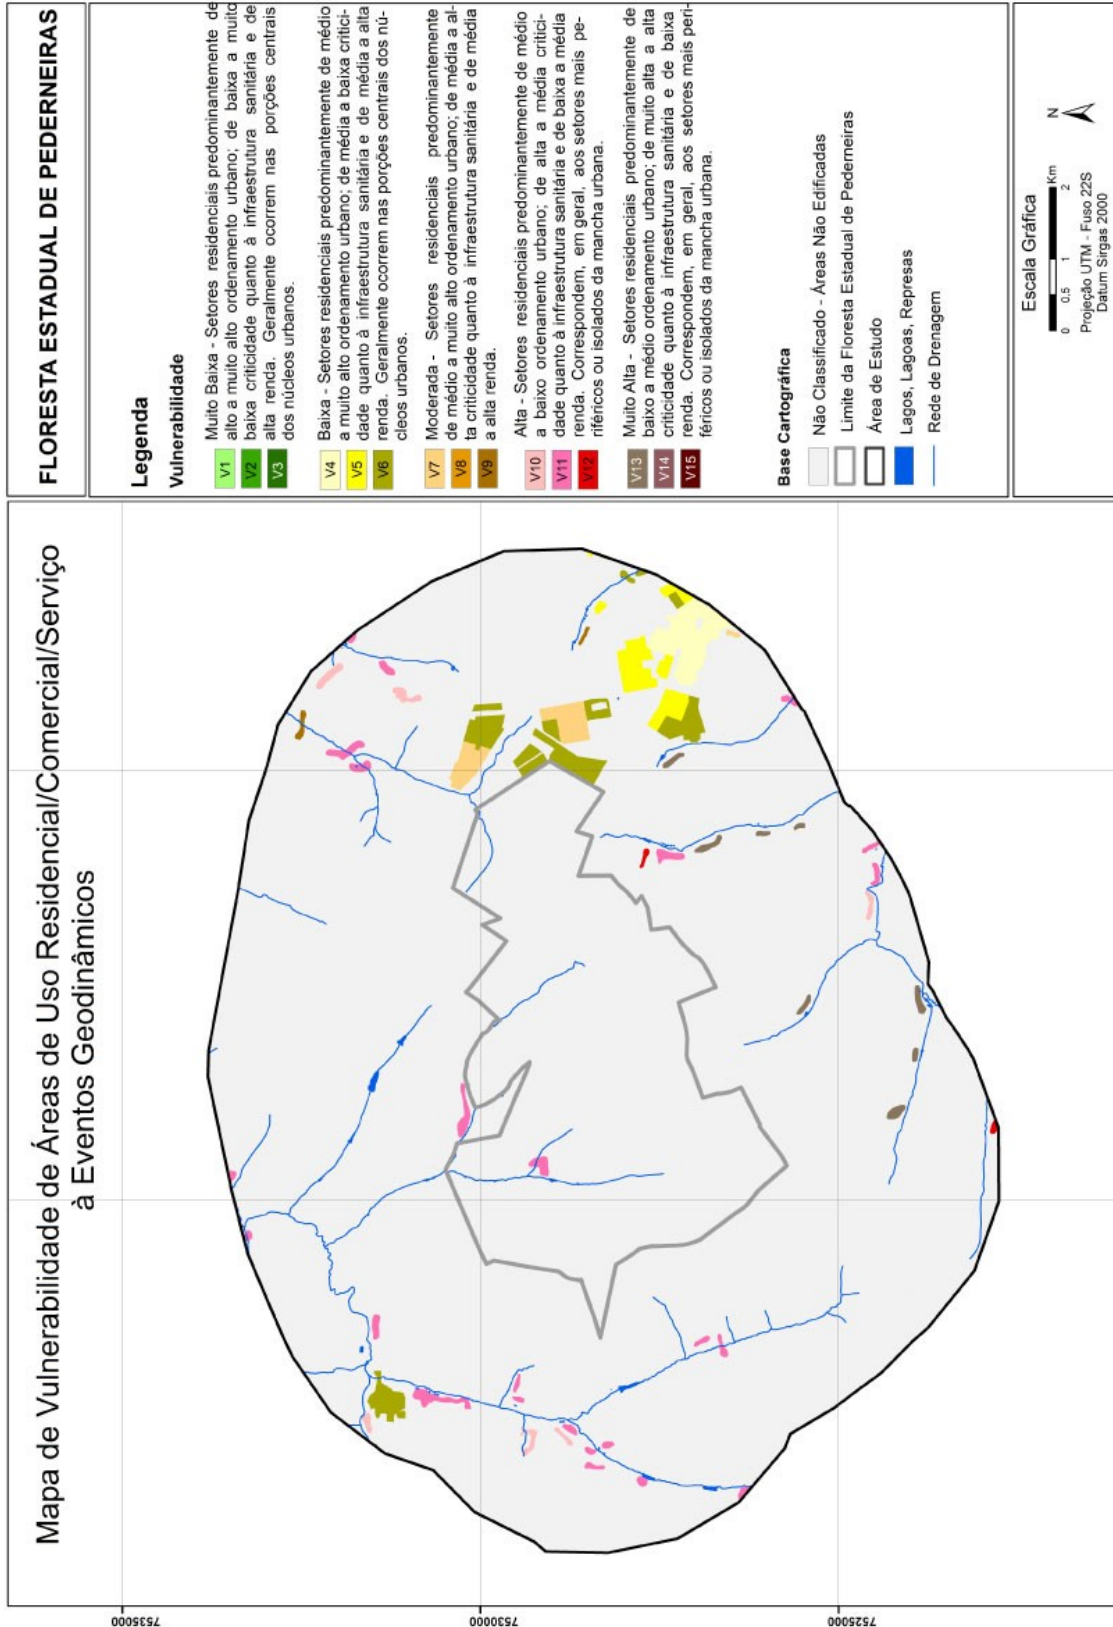 Mapa de Vulnerabilidade de Áreas de Uso Residencial/Comercial/Serviço
à Eventos Geodinâmicos
7535000
7530000
7525000
FLORESTA ESTADUAL DE PEDERNEIRAS
Legenda
Vulnerabilidade
V1
V2
V3
Muito Baixa - Setores residenciais predominantemente de
alto a muito alto ordenamento urbano; de baixa a muito
baixa criticidade quanto à infraestrutura sanitária e de
alta renda. Geralmente ocorrem nas porções centrais
dos núcleos urbanos.
V4
V5
V6
Baixa - Setores residenciais predominantemente de médio
a muito alto ordenamento urbano; de média a baixa critici-
dade quanto à infraestrutura sanitária e de média a alta
renda. Geralmente ocorrem nas porções centrais dos nú-
cleos urbanos.
V7
V8
V9
Moderada - Setores residenciais predominantemente
de médio a muito alto ordenamento urbano; de média a al-
ta criticidade quanto à infraestrutura sanitária e de média
a alta renda.
V10
V11
V12
Alta - Setores residenciais predominantemente de médio
a baixo ordenamento urbano; de alta a média critici-
dade quanto à infraestrutura sanitária e de baixa a média
renda. Correspondem, em geral, aos setores mais pe-
riféricos ou isolados da mancha urbana.
V13
V14
V15
Muito Alta - Setores residenciais predominantemente de
baixo a médio ordenamento urbano; de muito alta a alta
criticidade quanto à infraestrutura sanitária e de baixa
renda. Correspondem, em geral, aos setores mais peri-
féricos ou isolados da mancha urbana.
Base Cartográfica
Não Classificado - Áreas Não Edificadas
Limite da Floresta Estadual de Pederneiras
Área de Estudo
Lagos, Lagoas, Represas
Rede de Drenagem
Escala Gráfica
0 0.5 1 2
Km
N
Projeção UTM - Fuso 22S
Datum Sirgas 2000